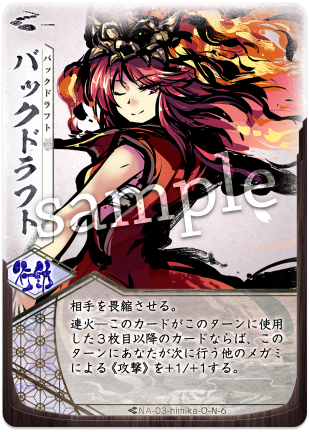 バックドラフト
バックドラフト
sample
行動
相手を畏縮させる。
連火ーこのカードがこのターンに使用
した3枚目以降のカードならば、この
ターンにあなたが次に行う他のメガミ
による《攻撃》を+1/+1する。
NA-03-himika-O-N-6